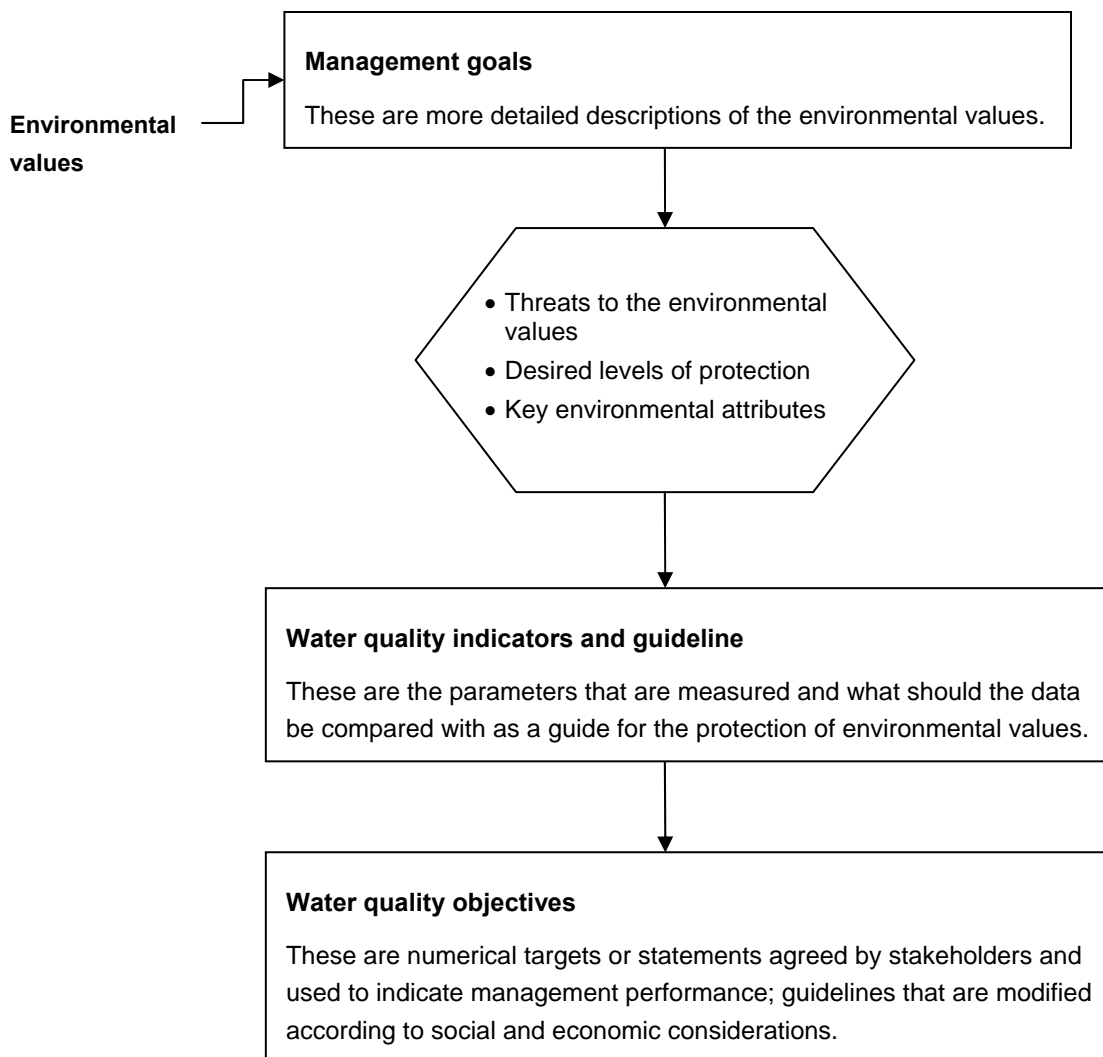 Management goals
These are more detailed descriptions of the environmental values.
Environmental
values
• Threats to the environmental
values
• Desired levels of protection
• Key environmental attributes
Water quality indicators and guideline
These are the parameters that are measured and what should the data
be compared with as a guide for the protection of environmental values.
Water quality objectives
These are numerical targets or statements agreed by stakeholders and
used to indicate management performance; guidelines that are modified
according to social and economic considerations.